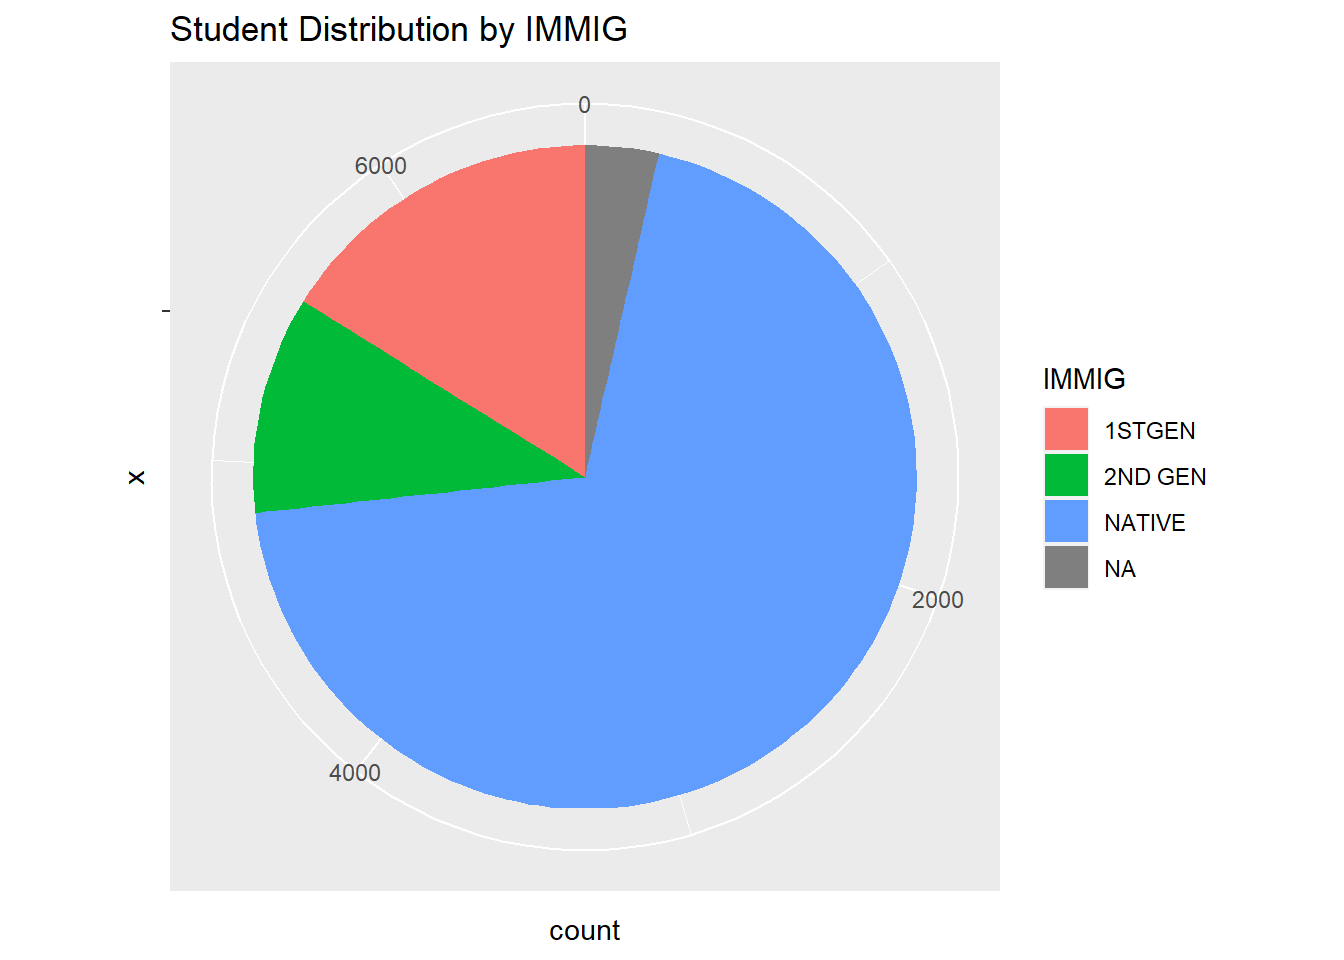 Student Distribution by IMMIG
0
6000
2000
4000
x
count
IMMIG
1STGEN
2ND GEN
NATIVE
NA